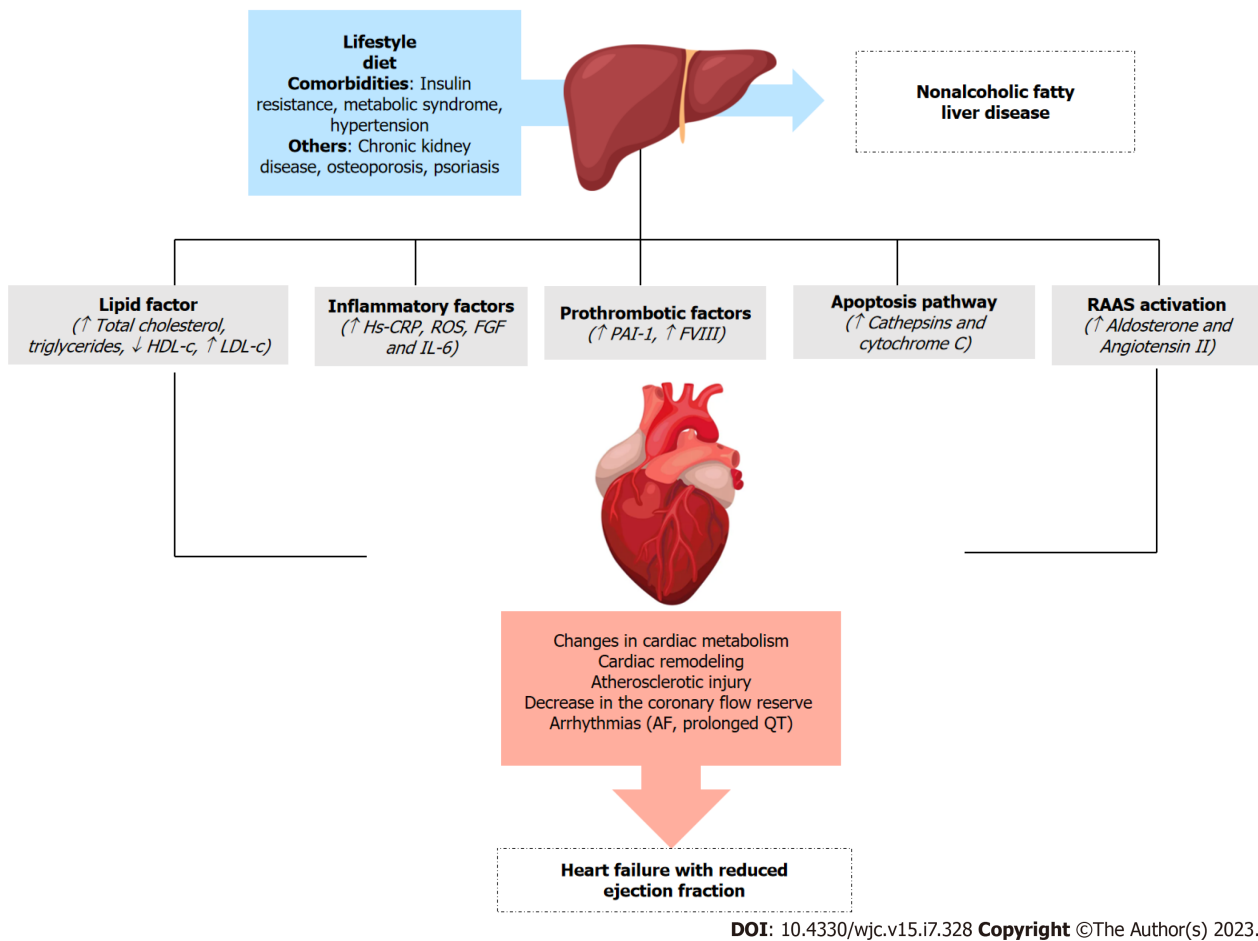 Lifestyle
diet
Comorbidities: Insulin
resistance, metabolic syndrome,
hypertension
Others: Chronic kidney
disease, osteoporosis, psoriasis
Nonalcoholic fatty
liver disease
Lipid factor
(↑ Total cholesterol,
triglycerides, ↓ HDL-c, ↑ LDL-c)
Inflammatory factors
(↑ Hs-CRP, ROS, FGF
and IL-6)
Prothrombotic factors
(↑ PAI-1, ↑ FVIII)
Apoptosis pathway
(↑ Cathepsins and
cytochrome C)
RAAS activation
(↑ Aldosterone and
Angiotensin II)
Changes in cardiac metabolism
Cardiac remodeling
Atherosclerotic injury
Decrease in the coronary flow reserve
Arrhythmias (AF, prolonged QT)
Heart failure with reduced
ejection fraction
DOI: 10.4330/wjc.v15.i7.328 Copyright ©The Author(s) 2023.